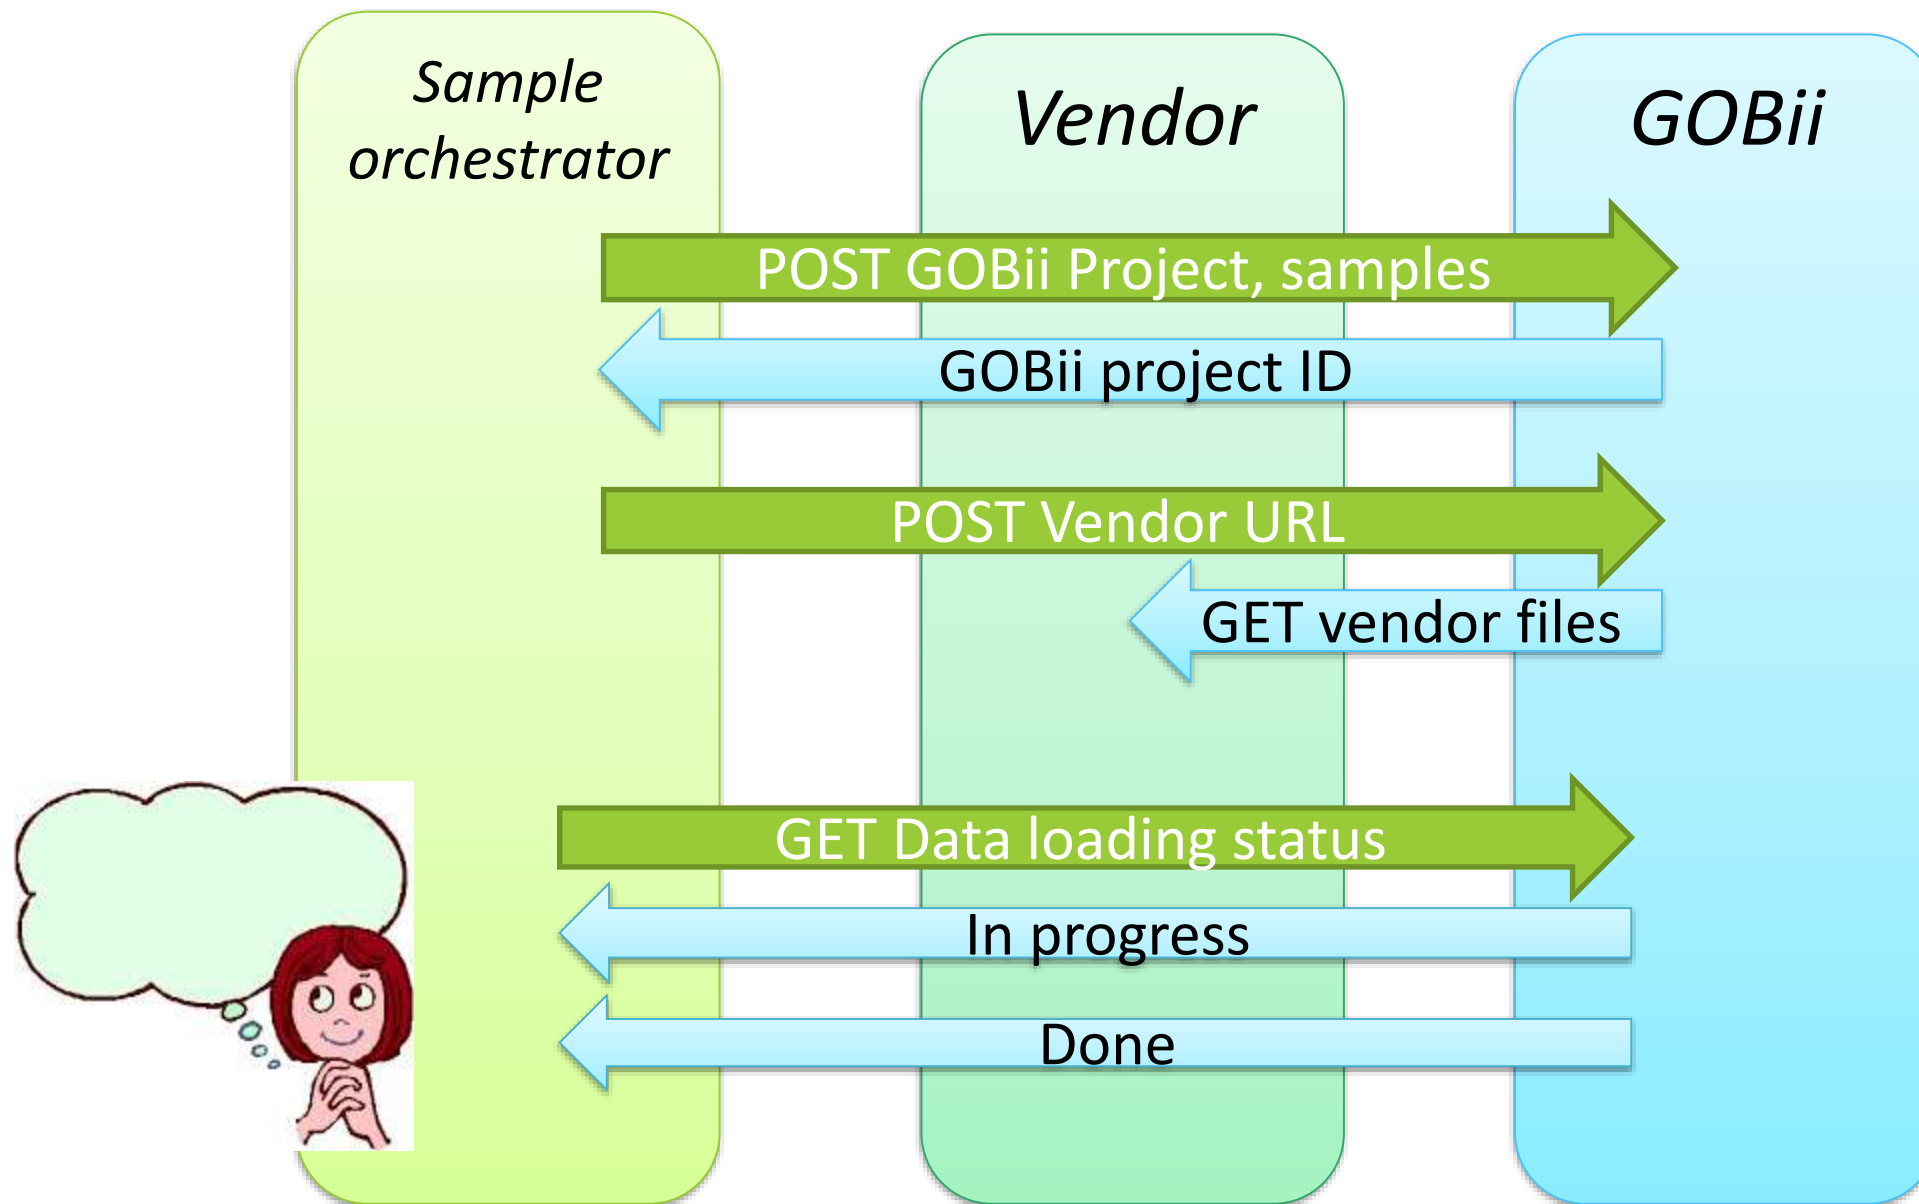 Sample
orchestrator
Vendor
GOBii
POST GOBii Project, samples
GOBii project ID
POST Vendor URL
GET vendor files
GET Data loading status
In progress
Done